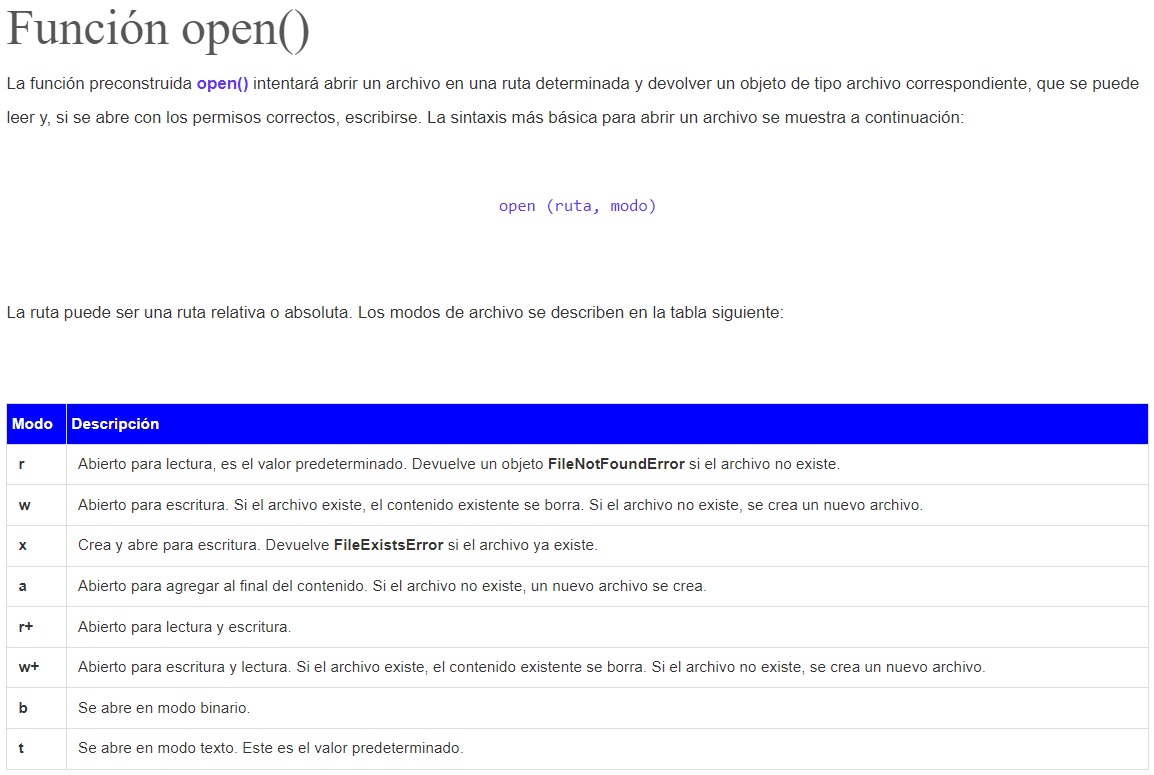 Función open()
La función preconstruida open() intentará abrir un archivo en una ruta determinada y devolver un objeto de tipo archivo correspondiente, que se puede
leer y, si se abre con los permisos correctos, escribirse. La sintaxis más básica para abrir un archivo se muestra a continuación:
open (ruta, modo)
La ruta puede ser una ruta relativa o absoluta. Los modos de archivo se describen en la tabla siguiente:
Modo Descripción
r Abierto para lectura, es el valor predeterminado. Devuelve un objeto FileNotFoundError si el archivo no existe.
w Abierto para escritura. Si el archivo existe, el contenido existente se borra. Si el archivo no existe, se crea un nuevo archivo.
x Crea y abre para escritura. Devuelve FileExistsError si el archivo ya existe.
a Abierto para agregar al final del contenido. Si el archivo no existe, un nuevo archivo se crea.
r+ Abierto para lectura y escritura.
w+ Abierto para escritura y lectura. Si el archivo existe, el contenido existente se borra. Si el archivo no existe, se crea un nuevo archivo.
b Se abre en modo binario.
t Se abre en modo texto. Este es el valor predeterminado.